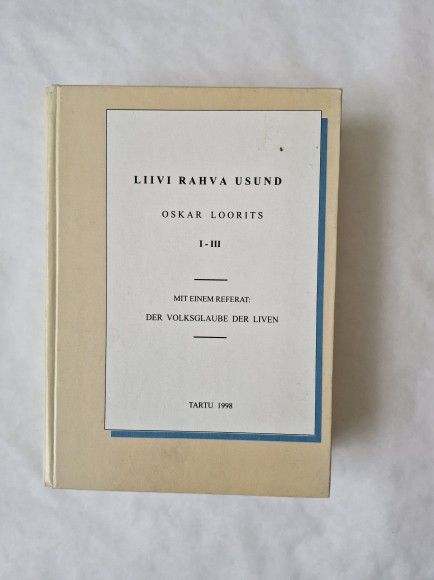 LIIVI RAHVA USUND
OSKAR LOORITS
I - III
MIT EINEM REFERAT:
DER VOLKSGLAUBE DER LIVEN
TARTU 1998